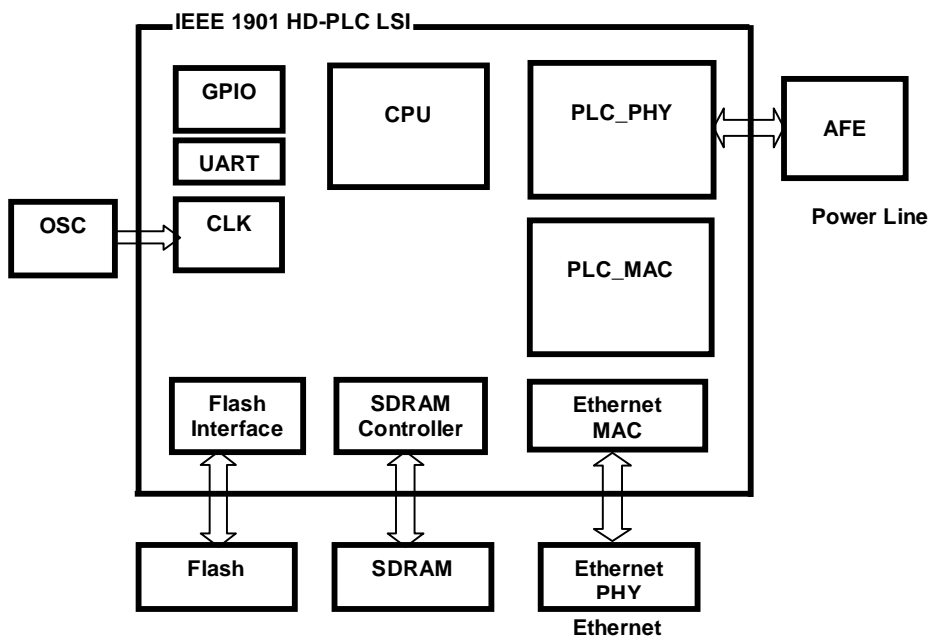 IEEE 1901 HD-PLC LSI
GPIO
CPU
PLC_PHY
AFE
UART
OSC
CLK
Power Line
PLC_MAC
Flash
Interface
SDRAM
Controller
Ethernet
MAC
Flash
SDRAM
Ethernet
PHY
Ethernet